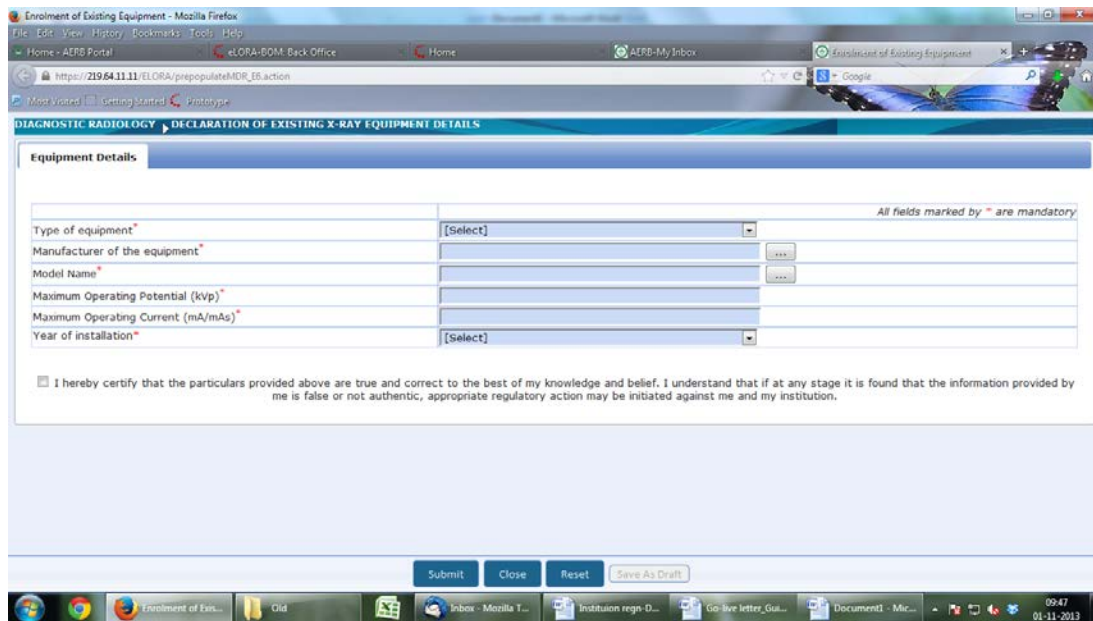 Enrolment of Existing Equipment - Mozilla Firefox
File Edit View History Bookmarks Tools Help
Home - AERB Portal
eLORA-BOM: Back Office
Home
AERB-My Inbox
Enrolment of Existing Equipment
https://219.64.11.11/ELORA/prepopulateMDR_EB.action
Google
Most Visited Getting Started Prototype
DIAGNOSTIC RADIOLOGY DECLARATION OF EXISTING X-RAY EQUIPMENT DETAILS
Equipment Details
All fields marked by * are mandatory
Type of equipment* [Select]
Manufacturer of the equipment* ...
Model Name* ...
Maximum Operating Potential (kVp)*
Maximum Operating Current (mA/mAs)*
Year of installation* [Select]
I hereby certify that the particulars provided above are true and correct to the best of my knowledge and belief. I understand that if at any stage it is found that the information provided by
me is false or not authentic, appropriate regulatory action may be initiated against me and my institution.
Submit Close Reset Save As Draft
Enrolment of Exis... Old Inbox - Mozilla T... Instituion regn-D... Go-live letter_Gui... Document1 - Mic... 09:47
01-11-2013